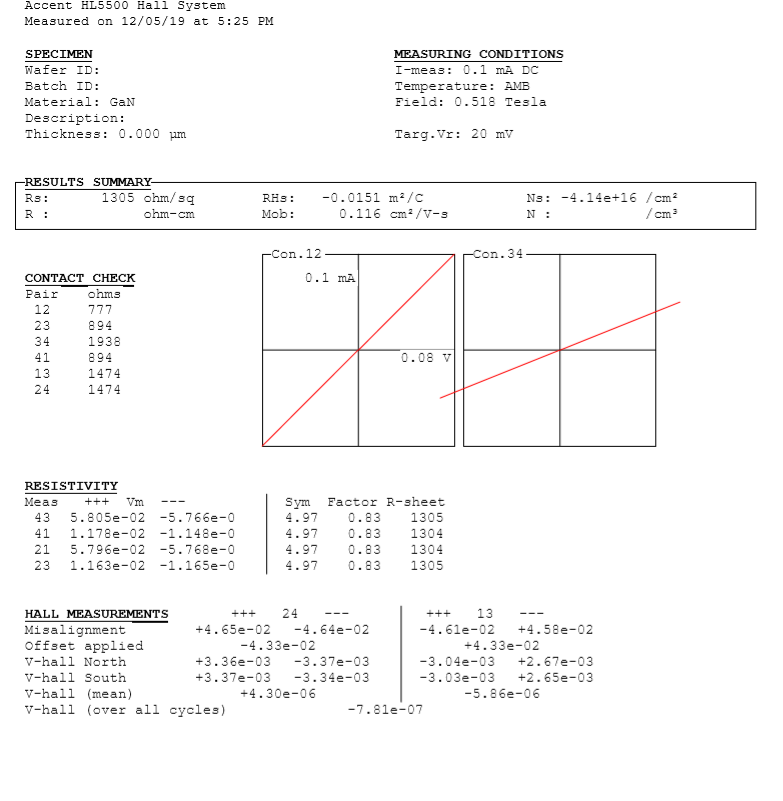 Accent HL5500 Hall System
Measured on 12/05/19 at 5:25 PM
SPECIMEN MEASURING CONDITIONS
Wafer ID: I-meas: 0.1 mA DC
Batch ID: Temperature: AMB
Material: GaN Field: 0.518 Tesla
Description:
Thickness: 0.000 µm Targ.Vr: 20 mV
RESULTS SUMMARY
Rs: 1305 ohm/sq RHs: -0.0151 m²/C Ns: -4.14e+16 /cm²
R : ohm-cm Mob: 0.116 cm²/V-s N : /cm³
Con.12 Con.34
CONTACT CHECK 0.1 mA
Pair ohms
12 777
23 894
34 1938
41 894 0.08 V
13 1474
24 1474
RESISTIVITY
Meas +++ Vm --- Sym Factor R-sheet
43 5.805e-02 -5.766e-0 4.97 0.83 1305
41 1.178e-02 -1.148e-0 4.97 0.83 1304
21 5.796e-02 -5.768e-0 4.97 0.83 1304
23 1.163e-02 -1.165e-0 4.97 0.83 1305
HALL MEASUREMENTS +++ 24 --- +++ 13 ---
Misalignment +4.65e-02 -4.64e-02 -4.61e-02 +4.58e-02
Offset applied -4.33e-02 +4.33e-02
V-hall North +3.36e-03 -3.37e-03 -3.04e-03 +2.67e-03
V-hall South +3.37e-03 -3.34e-03 -3.03e-03 +2.65e-03
V-hall (mean) +4.30e-06 -5.86e-06
V-hall (over all cycles) -7.81e-07